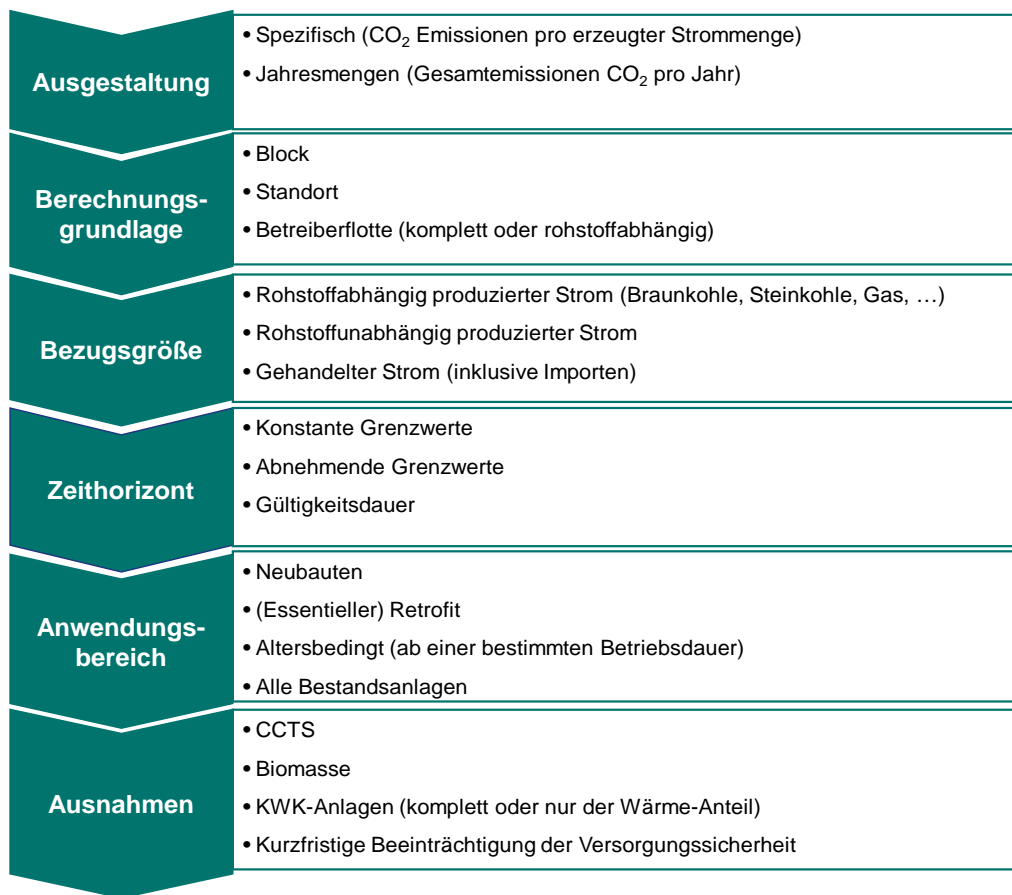 Ausgestaltung
• Spezifisch (CO₂ Emissionen pro erzeugter Strommenge)
• Jahresmengen (Gesamtemissionen CO₂ pro Jahr)
Berechnungs-
grundlage
• Block
• Standort
• Betreiberflotte (komplett oder rohstoffabhängig)
Bezugsgröße
• Rohstoffabhängig produzierter Strom (Braunkohle, Steinkohle, Gas, …)
• Rohstoffunabhängig produzierter Strom
• Gehandelter Strom (inklusive Importen)
Zeithorizont
• Konstante Grenzwerte
• Abnehmende Grenzwerte
• Gültigkeitsdauer
Anwendungs-
bereich
• Neubauten
• (Essentieller) Retrofit
• Altersbedingt (ab einer bestimmten Betriebsdauer)
• Alle Bestandsanlagen
Ausnahmen
• CCTS
• Biomasse
• KWK-Anlagen (komplett oder nur der Wärme-Anteil)
• Kurzfristige Beeinträchtigung der Versorgungssicherheit